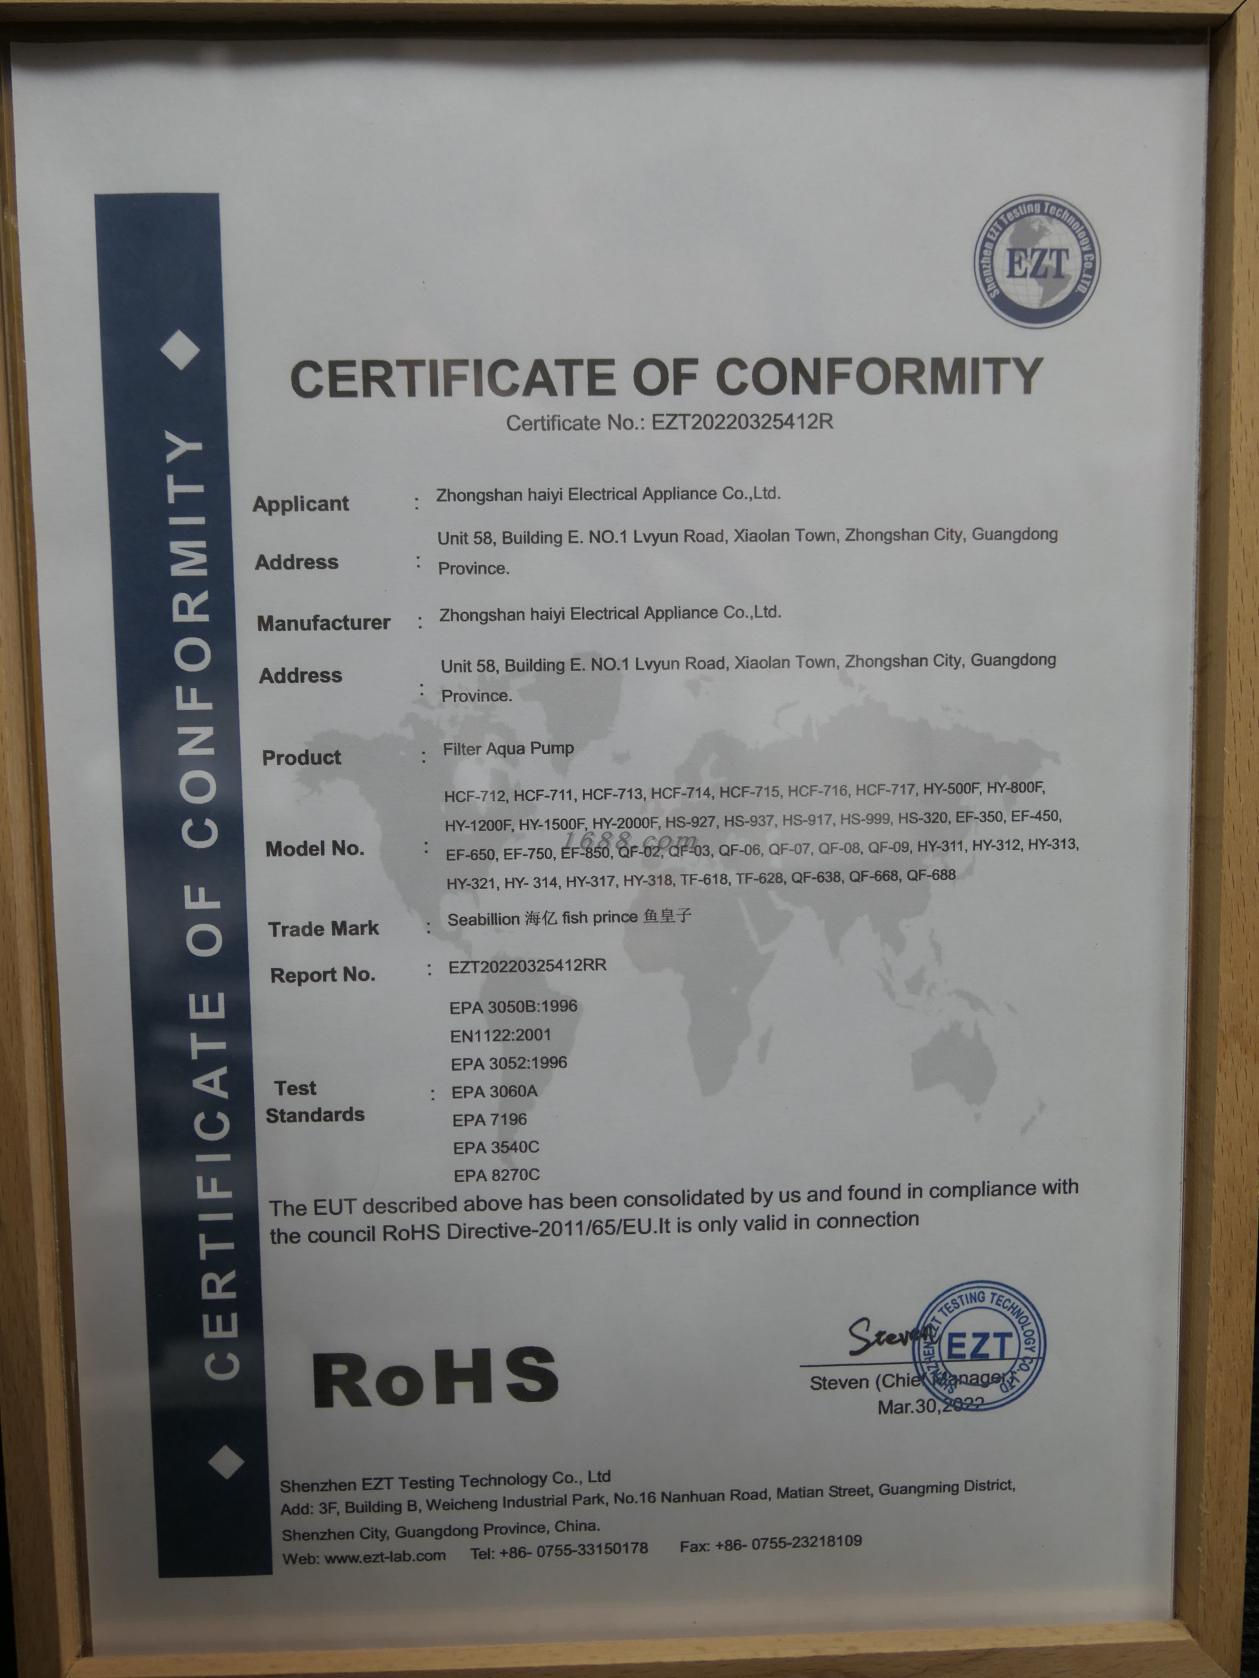 Shenzhen EZT Testing Technology Co.LTD.
EZT
CERTIFICATE OF CONFORMITY
CERTIFICATE OF CONFORMITY
Certificate No.: EZT20220325412R
Applicant : Zhongshan haiyi Electrical Appliance Co.,Ltd.
Address : Unit 58, Building E. NO.1 Lvyun Road, Xiaolan Town, Zhongshan City, Guangdong
Province.
Manufacturer : Zhongshan haiyi Electrical Appliance Co.,Ltd.
Address : Unit 58, Building E. NO.1 Lvyun Road, Xiaolan Town, Zhongshan City, Guangdong
Province.
Product : Filter Aqua Pump
HCF-712, HCF-711, HCF-713, HCF-714, HCF-715, HCF-716, HCF-717, HY-500F, HY-800F,
HY-1200F, HY-1500F, HY-2000F, HS-927, HS-937, HS-917, HS-999, HS-320, EF-350, EF-450,
1688.com
Model No. : EF-650, EF-750, EF-850, QF-02, QF-03, QF-06, QF-07, QF-08, QF-09, HY-311, HY-312, HY-313,
HY-321, HY- 314, HY-317, HY-318, TF-618, TF-628, QF-638, QF-668, QF-688
Trade Mark : Seabillion 海亿 fish prince 鱼皇子
Report No. : EZT20220325412RR
EPA 3050B:1996
EN1122:2001
EPA 3052:1996
Test : EPA 3060A
Standards
EPA 7196
EPA 3540C
EPA 8270C
The EUT described above has been consolidated by us and found in compliance with
the council RoHS Directive-2011/65/EU.It is only valid in connection
RoHS
Steven
SHENZHEN EZT TESTING TECHNOLOGY CO., LTD
EZT
Steven (Chief Manager)
Mar.30,2022
Shenzhen EZT Testing Technology Co., Ltd
Add: 3F, Building B, Weicheng Industrial Park, No.16 Nanhuan Road, Matian Street, Guangming District,
Shenzhen City, Guangdong Province, China.
Web: www.ezt-lab.com Tel: +86- 0755-33150178 Fax: +86- 0755-23218109